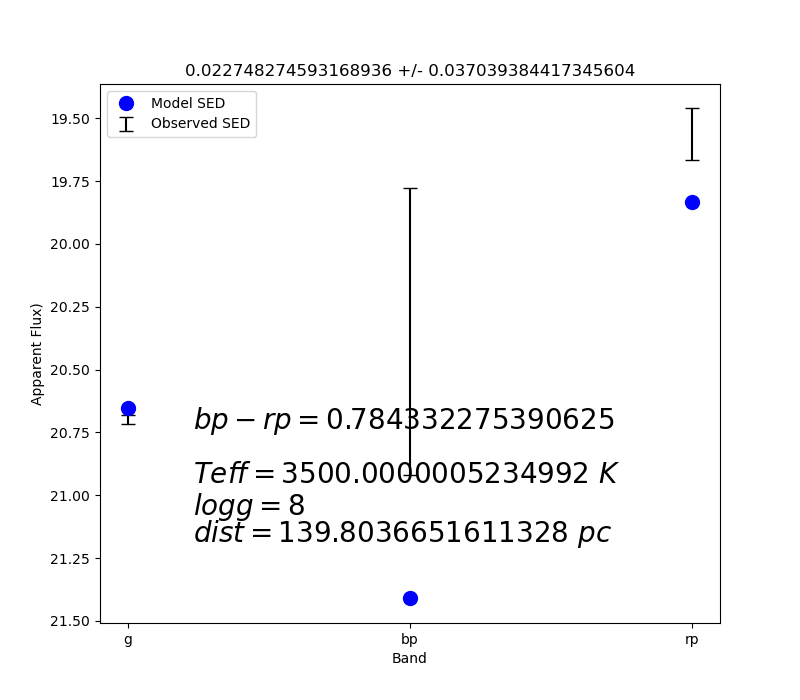 0.022748274593168936 +/- 0.037039384417345604
Model SED
Observed SED
19.50
19.75
20.00
20.25
20.50
20.75
21.00
21.25
21.50
Apparent Flux)
bp − rp = 0.784332275390625
Teff = 3500.0000005234992 K
logg = 8
dist = 139.8036651611328 pc
g bp rp
Band